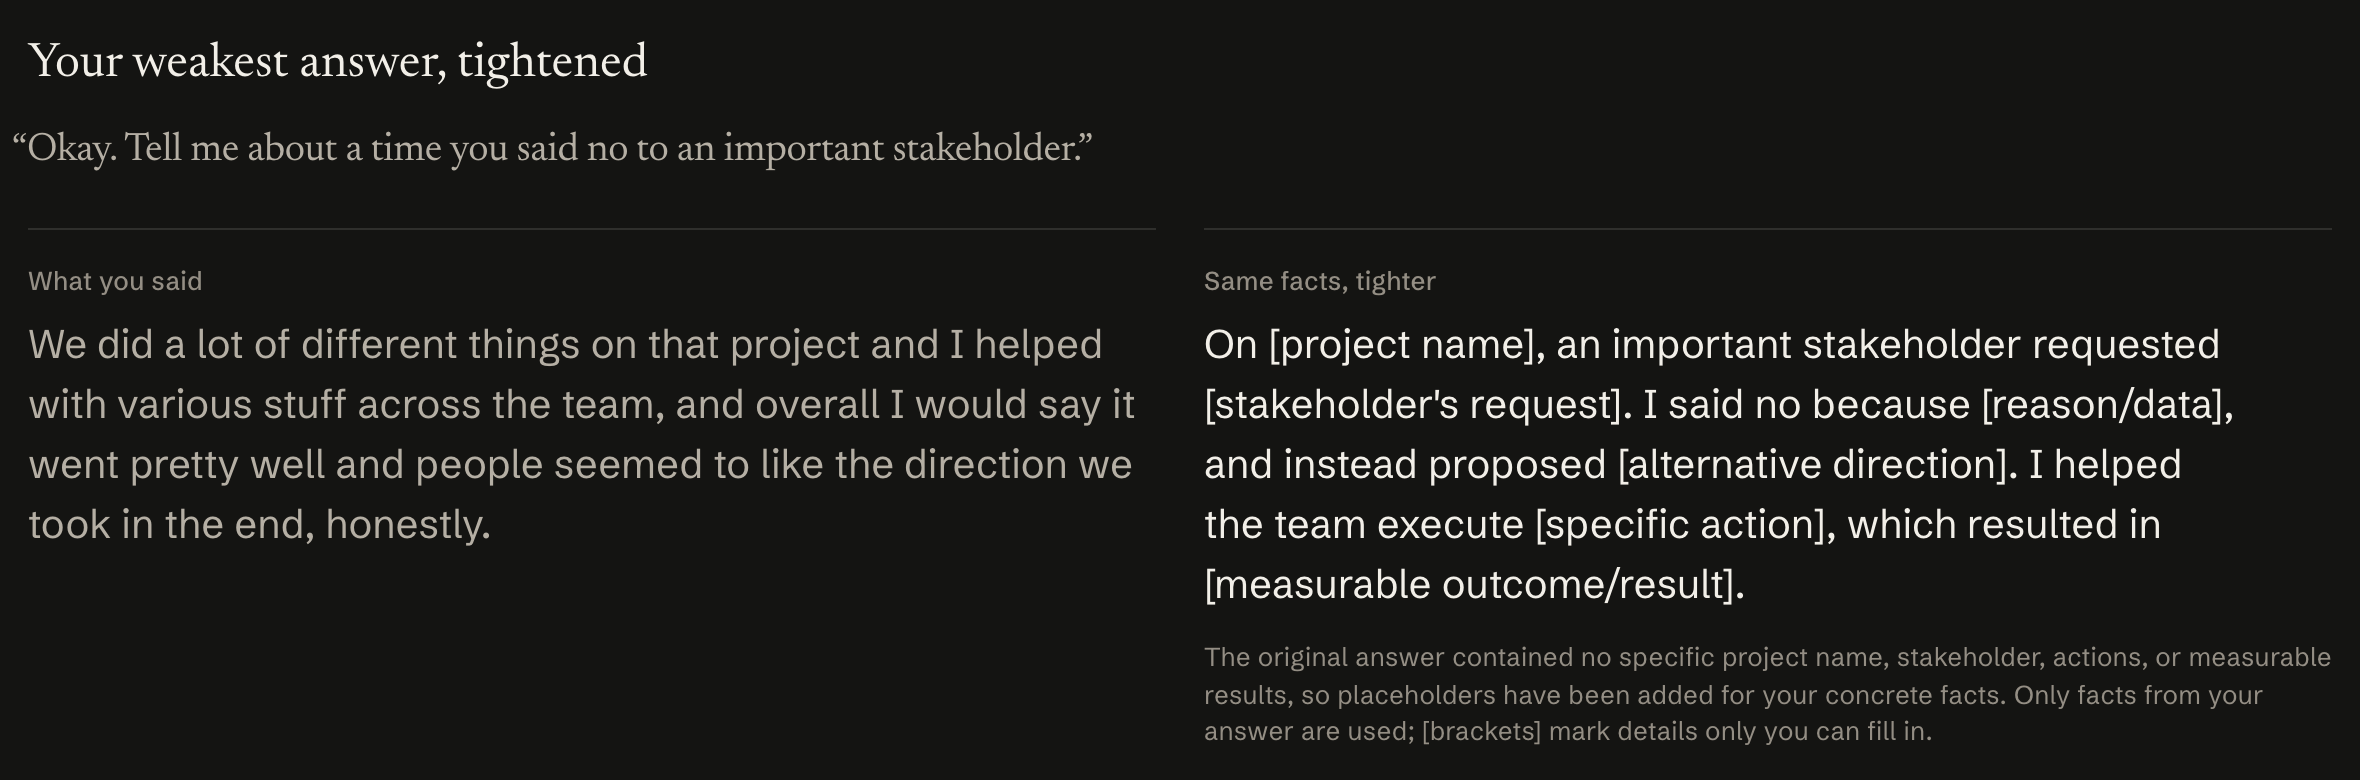 Your weakest answer, tightened
“Okay. Tell me about a time you said no to an important stakeholder.”
What you said
We did a lot of different things on that project and I helped
with various stuff across the team, and overall I would say it
went pretty well and people seemed to like the direction we
took in the end, honestly.
Same facts, tighter
On [project name], an important stakeholder requested
[stakeholder's request]. I said no because [reason/data],
and instead proposed [alternative direction]. I helped
the team execute [specific action], which resulted in
[measurable outcome/result].
The original answer contained no specific project name, stakeholder, actions, or measurable
results, so placeholders have been added for your concrete facts. Only facts from your
answer are used; [brackets] mark details only you can fill in.